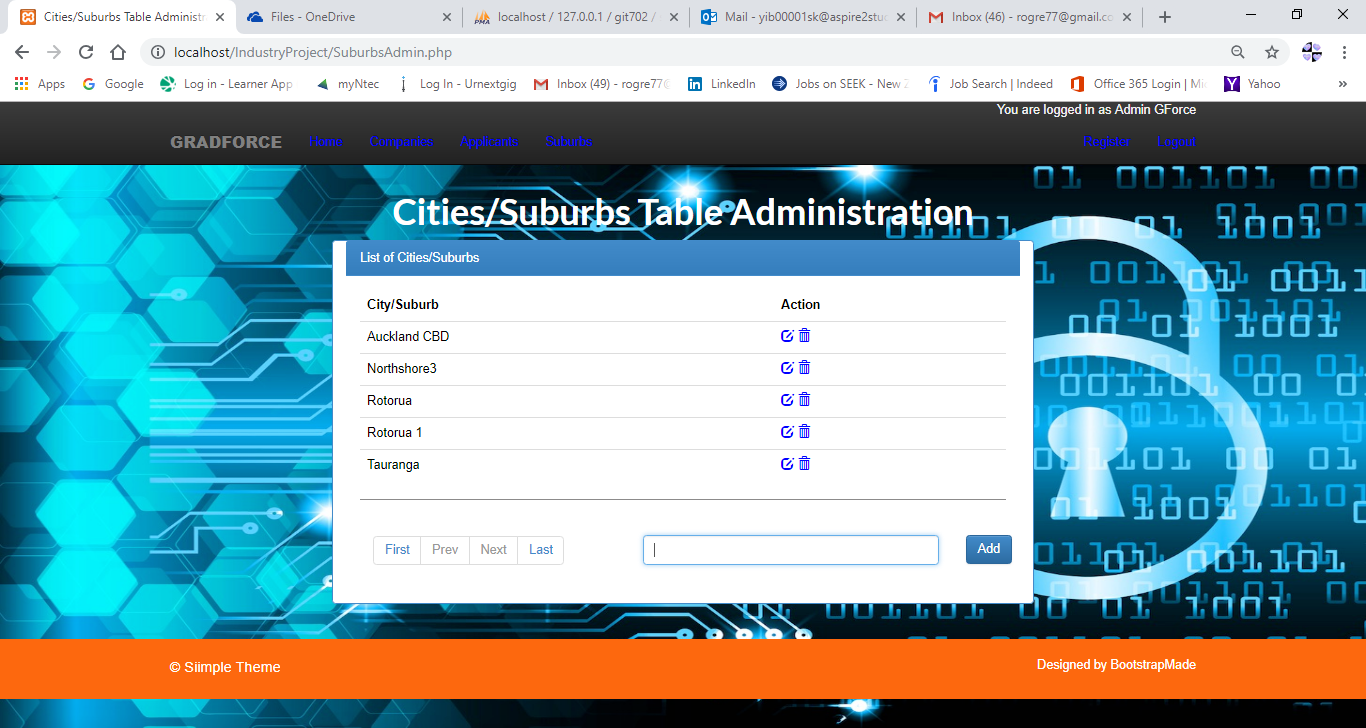 Cities/Suburbs Table Administr
Files - OneDrive
localhost / 127.0.0.1 / git702 /
Mail - yib00001sk@aspire2stud
Inbox (46) - rogre77@gmail.co
localhost/IndustryProject/SuburbsAdmin.php
Apps
Google
Log in - Learner App
myNtec
Log In - Urnextgig
Inbox (49) - rogre77@
LinkedIn
Jobs on SEEK - New Z
Job Search | Indeed
Office 365 Login | Mi
Yahoo
»
You are logged in as Admin GForce
GRADFORCE
Home
Companies
Applicants
Suburbs
Register
Logout
Cities/Suburbs Table Administration
List of Cities/Suburbs
City/Suburb Action
Auckland CBD
Northshore3
Rotorua
Rotorua 1
Tauranga
First Prev Next Last
Add
© Siimple Theme
Designed by BootstrapMade